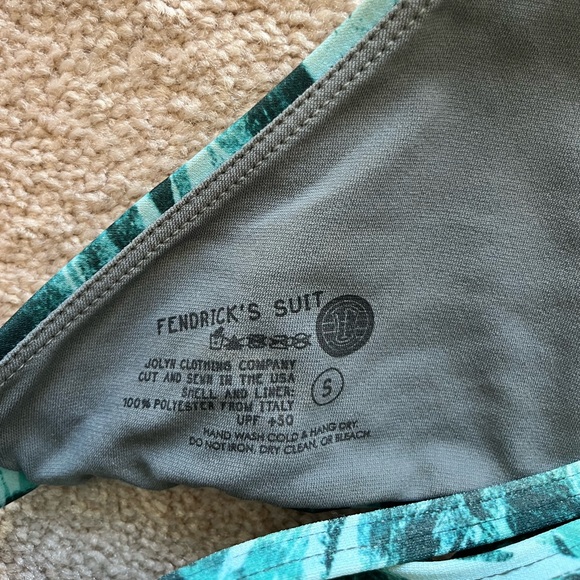 FENDRICK'S SUIT
JOLYN CLOTHING COMPANY
CUT AND SEWN IN THE USA
SHELL AND LINER:
100% POLYESTER FROM ITALY
UPF +50
S
HAND WASH COLD & HANG DRY
DO NOT IRON, DRY CLEAN, OR BLEACH